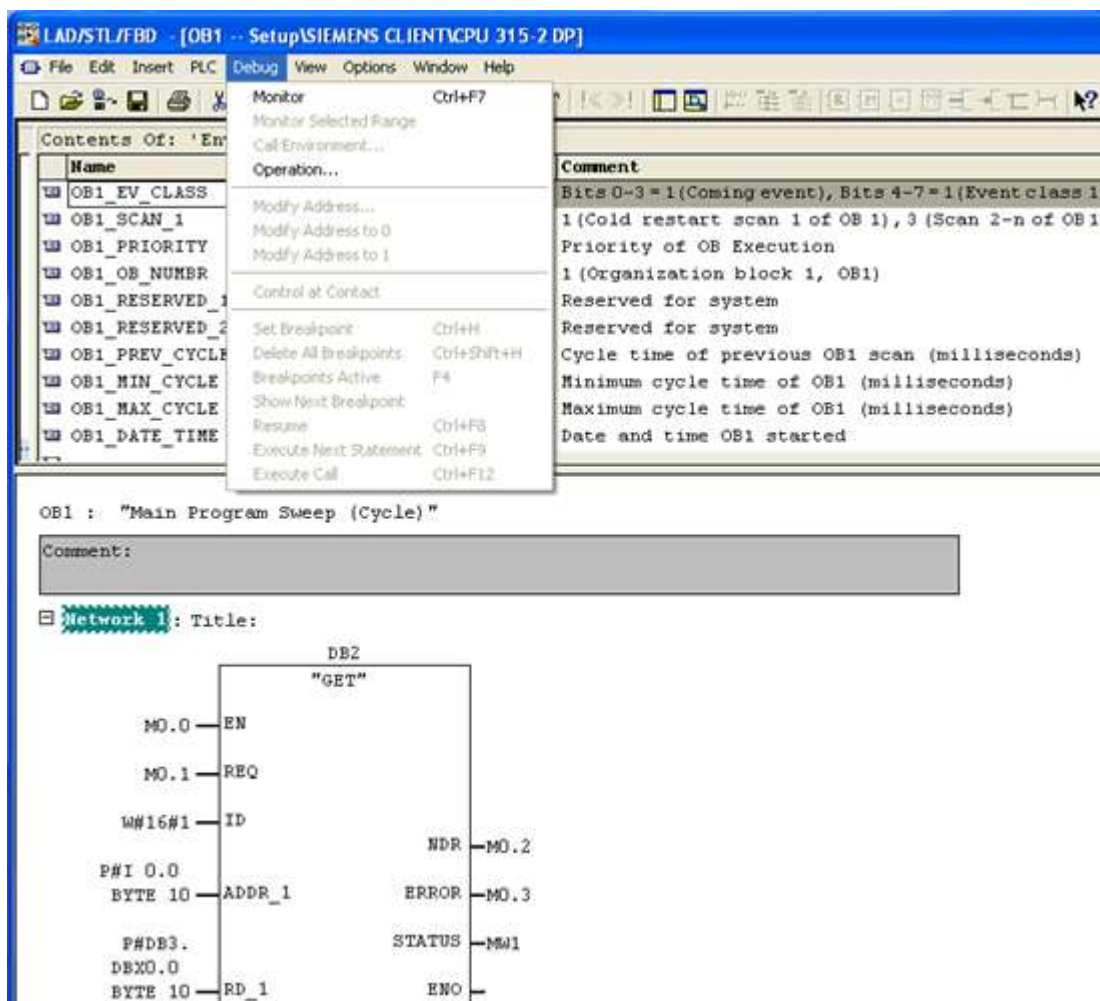 LAD/STL/FBD - [OB1 -- Setup\SIEMENS CLIENT\CPU 315-2 DP]
File Edit Insert PLC Debug View Options Window Help
Monitor Ctrl+F7
Monitor Selected Range
Call Environment...
Operation...
Modify Address...
Modify Address to 0
Modify Address to 1
Control at Contact
Set Breakpoint Ctrl+H
Delete All Breakpoints Ctrl+Shift+H
Breakpoints Active F4
Show Next Breakpoint
Resume Ctrl+F8
Execute Next Statement Ctrl+F9
Execute Call Ctrl+F12
Contents Of: 'En
Name Comment
OB1_EV_CLASS Bits 0-3 = 1 (Coming event), Bits 4-7 = 1 (Event class 1
OB1_SCAN_1 1 (Cold restart scan 1 of OB 1), 3 (Scan 2-n of OB 1
OB1_PRIORITY Priority of OB Execution
OB1_OB_NUMBR 1 (Organization block 1, OB1)
OB1_RESERVED_1 Reserved for system
OB1_RESERVED_2 Reserved for system
OB1_PREV_CYCLE Cycle time of previous OB1 scan (milliseconds)
OB1_MIN_CYCLE Minimum cycle time of OB1 (milliseconds)
OB1_MAX_CYCLE Maximum cycle time of OB1 (milliseconds)
OB1_DATE_TIME Date and time OB1 started
OB1 : "Main Program Sweep (Cycle)"
Comment:
Network 1: Title:
DB2
"GET"
M0.0 EN
M0.1 REQ
W#16#1 ID
NDR M0.2
P#I 0.0
BYTE 10 ADDR_1 ERROR M0.3
P#DB3. STATUS MW1
DBX0.0
BYTE 10 RD_1 ENO